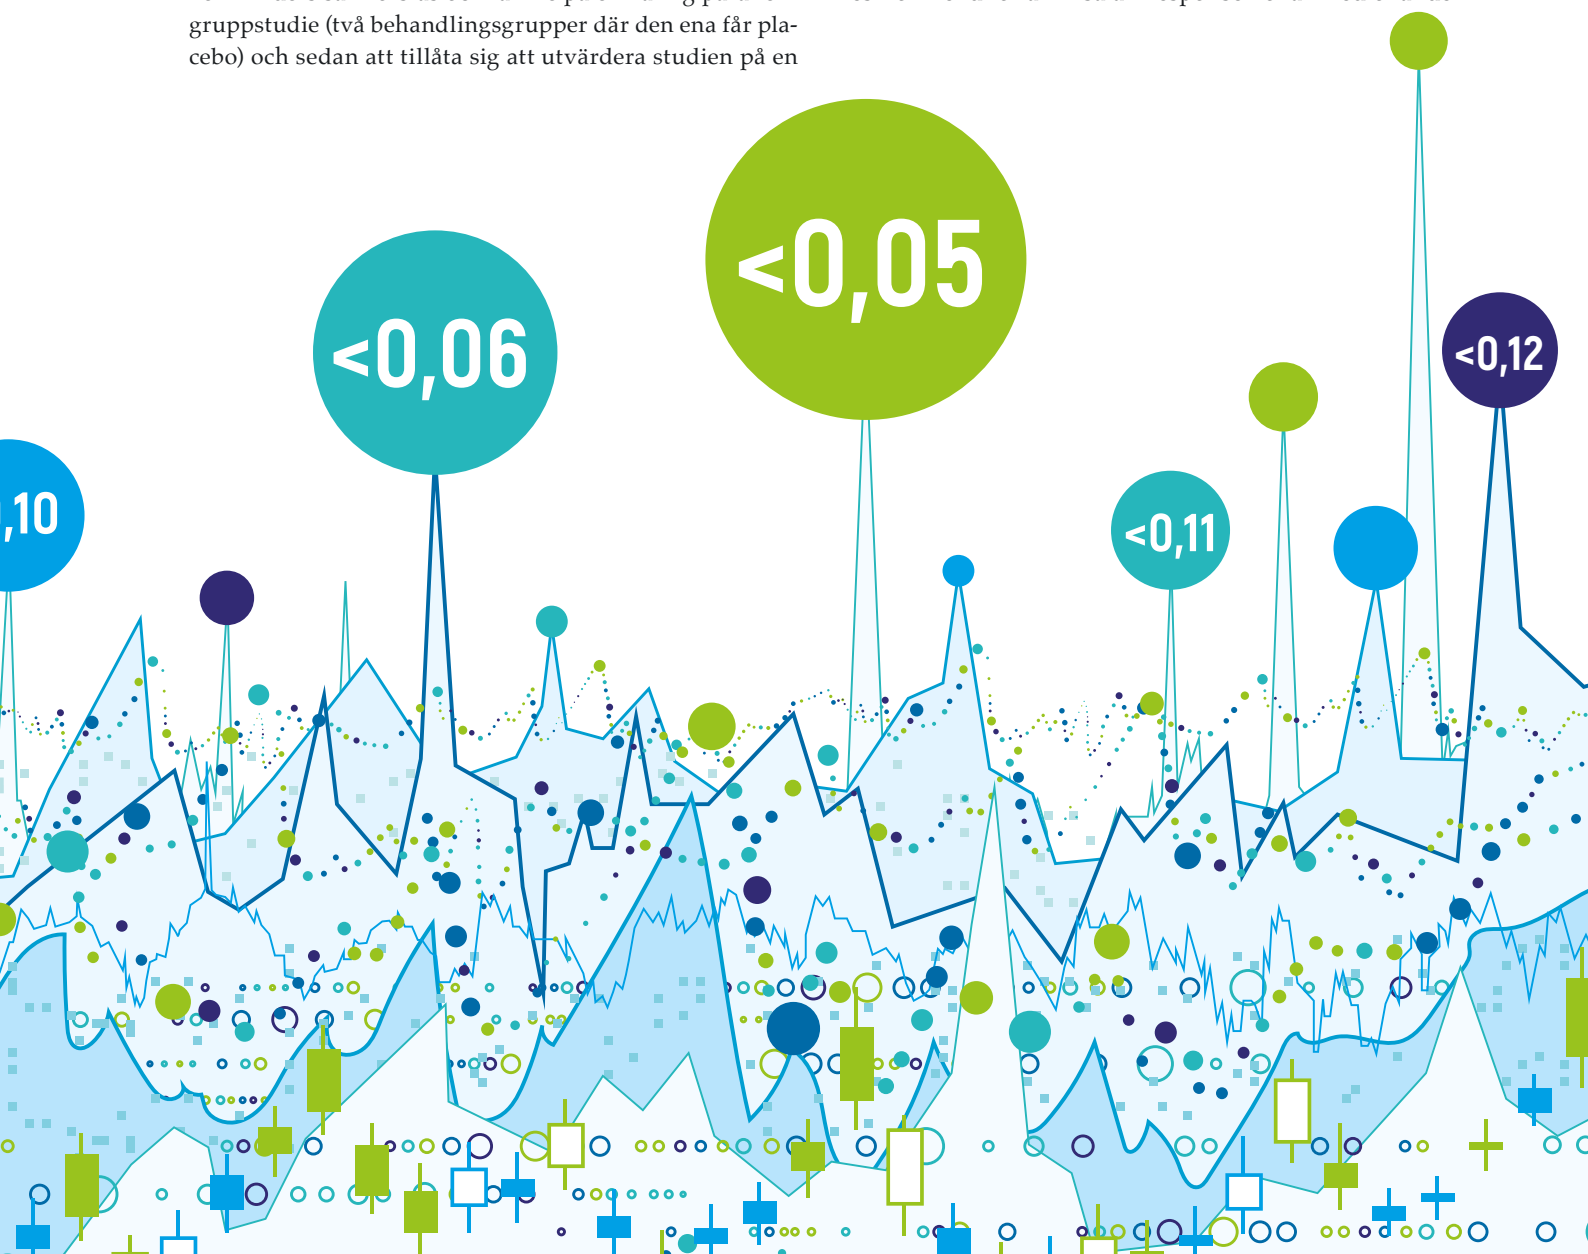 gruppstudie (två behandlingsgrupper där den ena får pla-
cebo) och sedan att tillåta sig att utvärdera studien på en
<0,05
<0,06
<0,12
,10
<0,11